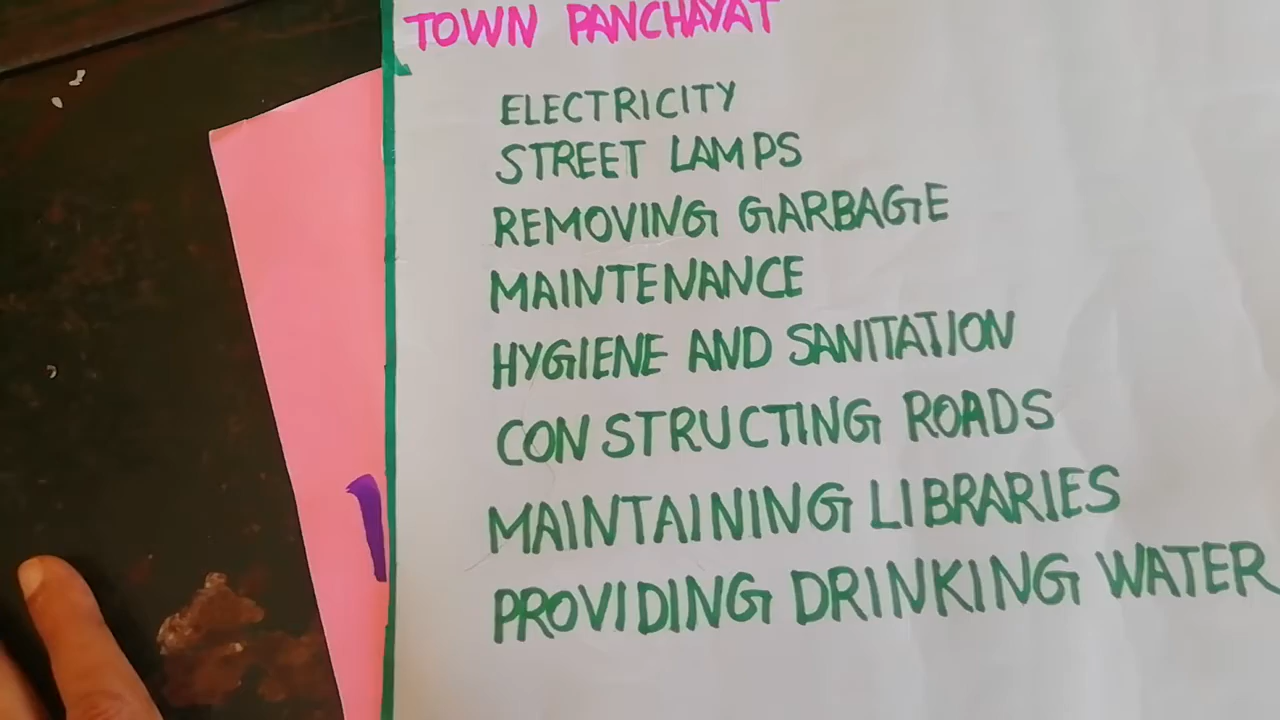 TOWN PANCHAYAT
ELECTRICITY
STREET LAMPS
REMOVING GARBAGE
MAINTENANCE
HYGIENE AND SANITATION
CONSTRUCTING ROADS
MAINTAINING LIBRARIES
PROVIDING DRINKING WATER